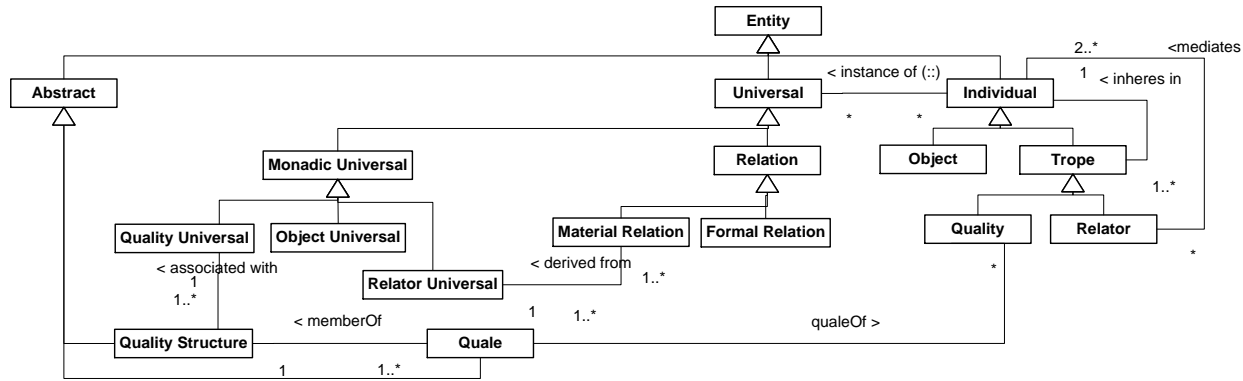 Entity
2..* <mediates
< instance of (::) 1 < inheres in
Abstract Universal Individual
* *
Monadic Universal Relation Object Trope
1..*
Quality Universal Object Universal Material Relation Formal Relation Quality Relator
< associated with < derived from * *
1 Relator Universal 1..*
1..*
< memberOf 1 1..* qualeOf >
Quality Structure Quale
1 1..*